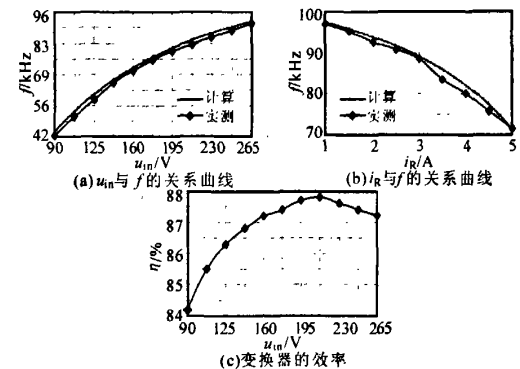 96
83
69
56
42
f/kHz
计算
实测
90 125 160 195 230 265
u_in/V
(a) u_in与 f 的关系曲线
100
90
80
70
f/kHz
计算
实测
1 2 3 4 5
i_R/A
(b) i_R与f的关系曲线
88
87
86
85
84
η/%
90 125 160 195 230 265
u_in/V
(c)变换器的效率